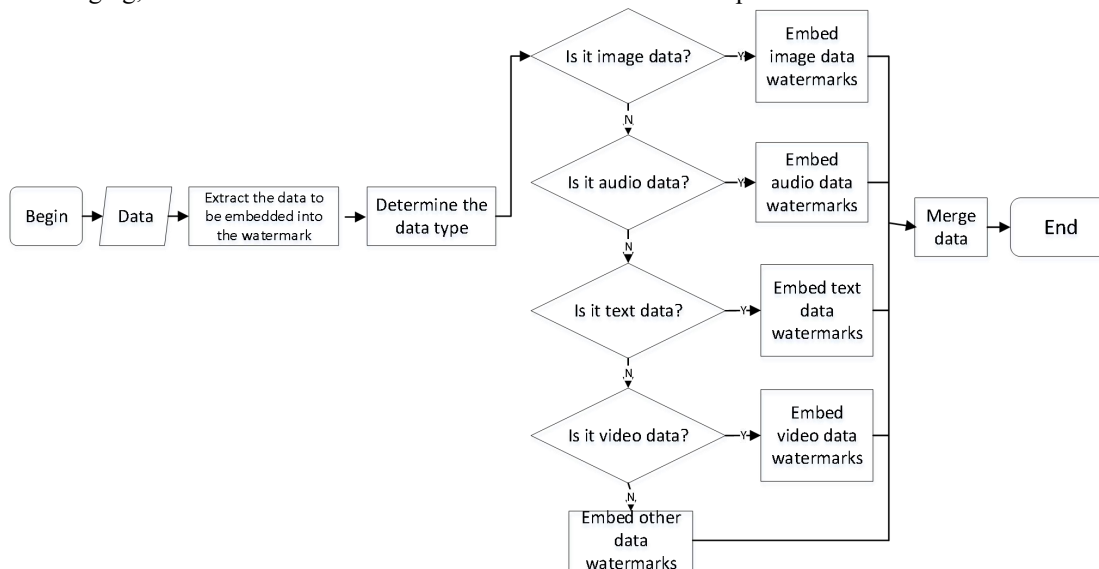 Begin
Data
Extract the data to
be embedded into
the watermark
Determine the
data type
Is it image data?
Y
Embed
image data
watermarks
N
Is it audio data?
Y
Embed
audio data
watermarks
N
Is it text data?
Y
Embed text
data
watermarks
N
Is it video data?
Y
Embed
video data
watermarks
N
Embed other
data
watermarks
Merge
data
End